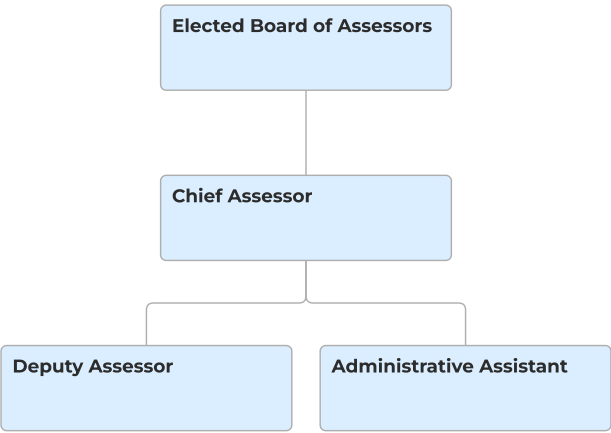 Elected Board of Assessors
Chief Assessor
Deputy Assessor
Administrative Assistant